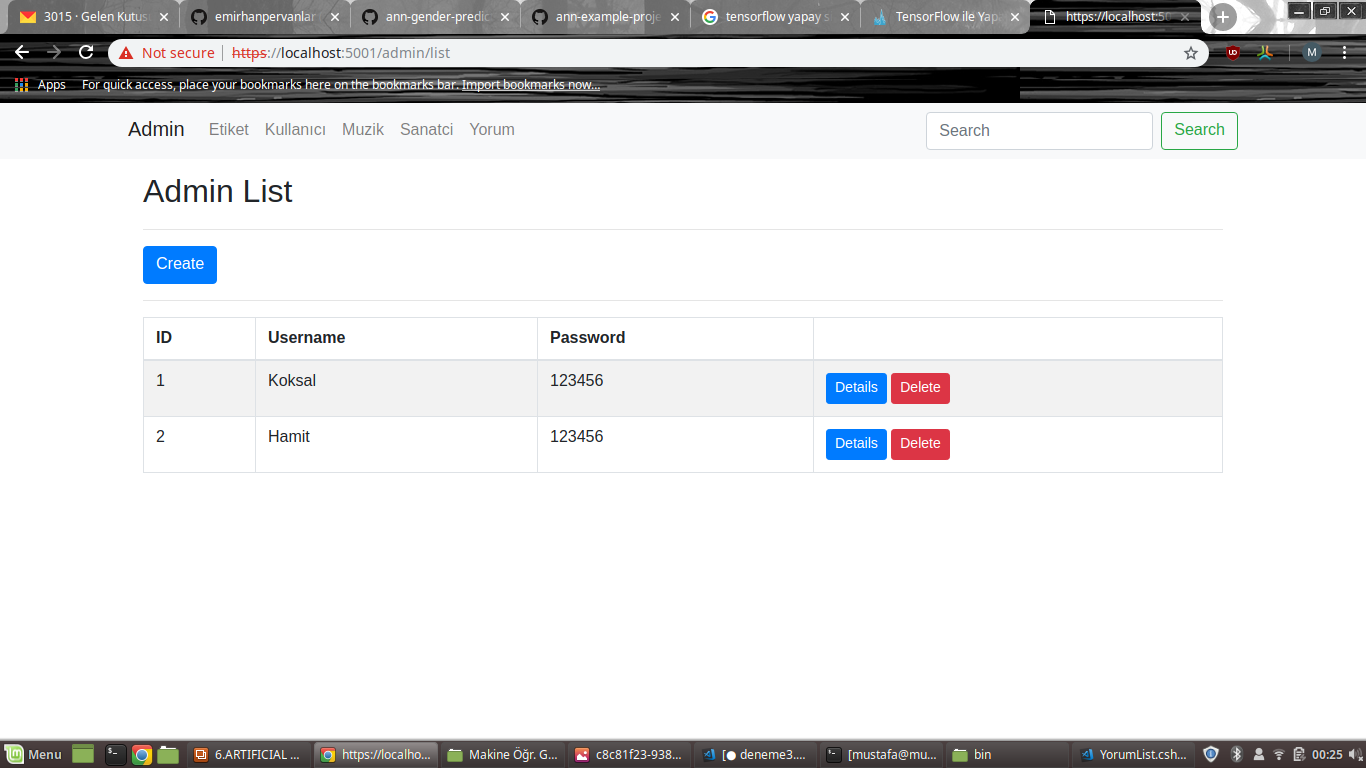 3015 · Gelen Kutus
emirhanpervanlar
ann-gender-predic
ann-example-proje
tensorflow yapay s
TensorFlow ile Yap
https://localhost:50
Not secure https://localhost:5001/admin/list
M
Apps For quick access, place your bookmarks here on the bookmarks bar. Import bookmarks now...
Admin Etiket Kullanıcı Muzik Sanatci Yorum Search Search
Admin List
Create
ID Username Password
1 Koksal 123456 Details Delete
2 Hamit 123456 Details Delete
Menu 6.ARTIFICIAL ... https://localho... Makine Öğr. G... c8c81f23-938... [● deneme3.... [mustafa@mu... bin YorumList.csh... 00:25